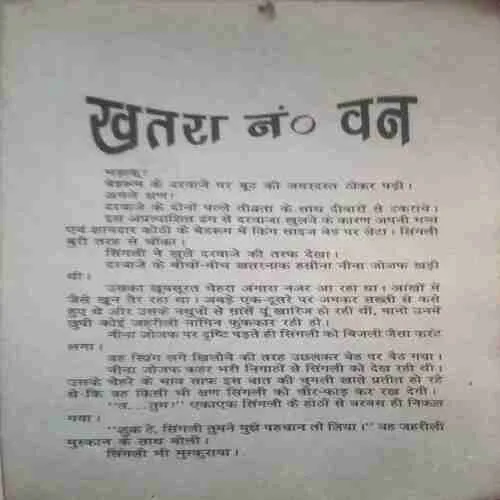 खतरा नं० वन
भड़ाक्!
बेडरूम के दरवाजे पर बूट की जबरदस्त ठोकर पड़ी।
अगले क्षण!
दरवाजे के दोनों पल्ले तीव्रता के साथ दीवारों से टकराये।
इस अप्रत्याशित ढंग से दरवाजा खुलने के कारण अपनी भव्य
एवं शानदार कोठी के बेडरूम में किंग साइज बेड पर लेटा। सिंगली
बुरी तरह से चौंका।
सिंगली ने खुले दरवाजे की तरफ देखा।
दरवाजे के बीचों-बीच खतरनाक हसीना नीना जोजफ खड़ी
थी।
उसका खूबसूरत चेहरा अंगारा नजर आ रहा था। आंखों में
जैसे खून तैर रहा था। जबड़े एक-दूसरे पर जमकर सख्ती से कसे
हुए थे और उसके नथुनों से सांसें यूं खारिज हो रही थीं, मानो उनमें
छुपी कोई जहरीली नागिन फुंफकार रही हो।
नीना जोजफ पर दृष्टि पड़ते ही सिंगली को बिजली जैसा करंट
लगा।
वह स्प्रिंग लगे खिलौने की तरह उछलकर बेड पर बैठ गया।
नीना जोजफ कहर भरी निगाहों से सिंगली को देख रही थी।
उसके चेहरे के भाव साफ इस बात की चुगली खाते प्रतीत हो रहे
थे कि वह किसी भी क्षण सिंगली को चीर-फाड़ कर रख देगी।
"त...तुम!" एकाएक सिंगली के होठों से बरबस ही निकल
गया।
"शुक्र है, सिंगली तुमने मुझे पहचान तो लिया।" वह जहरीली
मुस्कान के साथ बोली।
सिंगली भी मुस्कुराया।